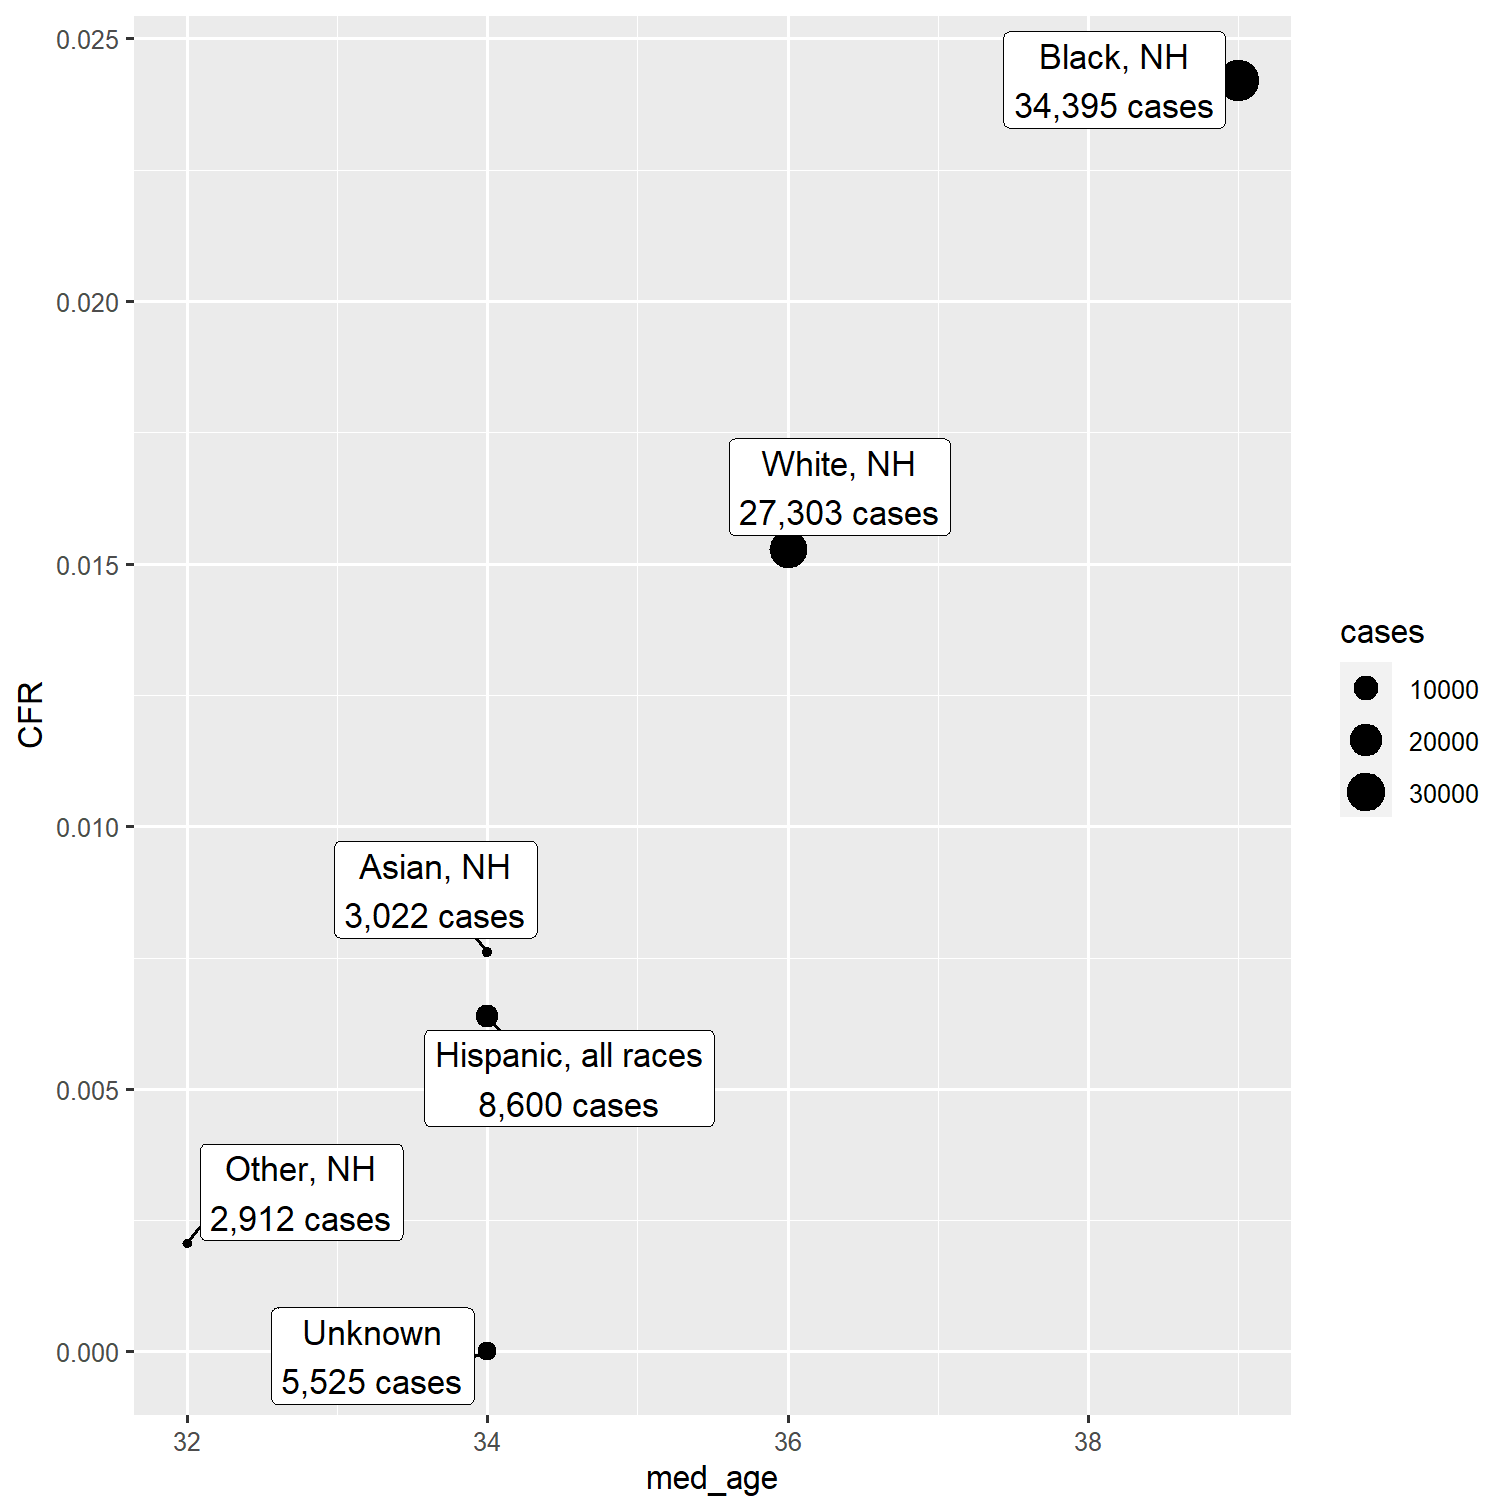 0.025
0.020
0.015
0.010
0.005
0.000
CFR
Black, NH
34,395 cases
White, NH
27,303 cases
Asian, NH
3,022 cases
Hispanic, all races
8,600 cases
Other, NH
2,912 cases
Unknown
5,525 cases
32 34 36 38
med_age
cases
10000
20000
30000